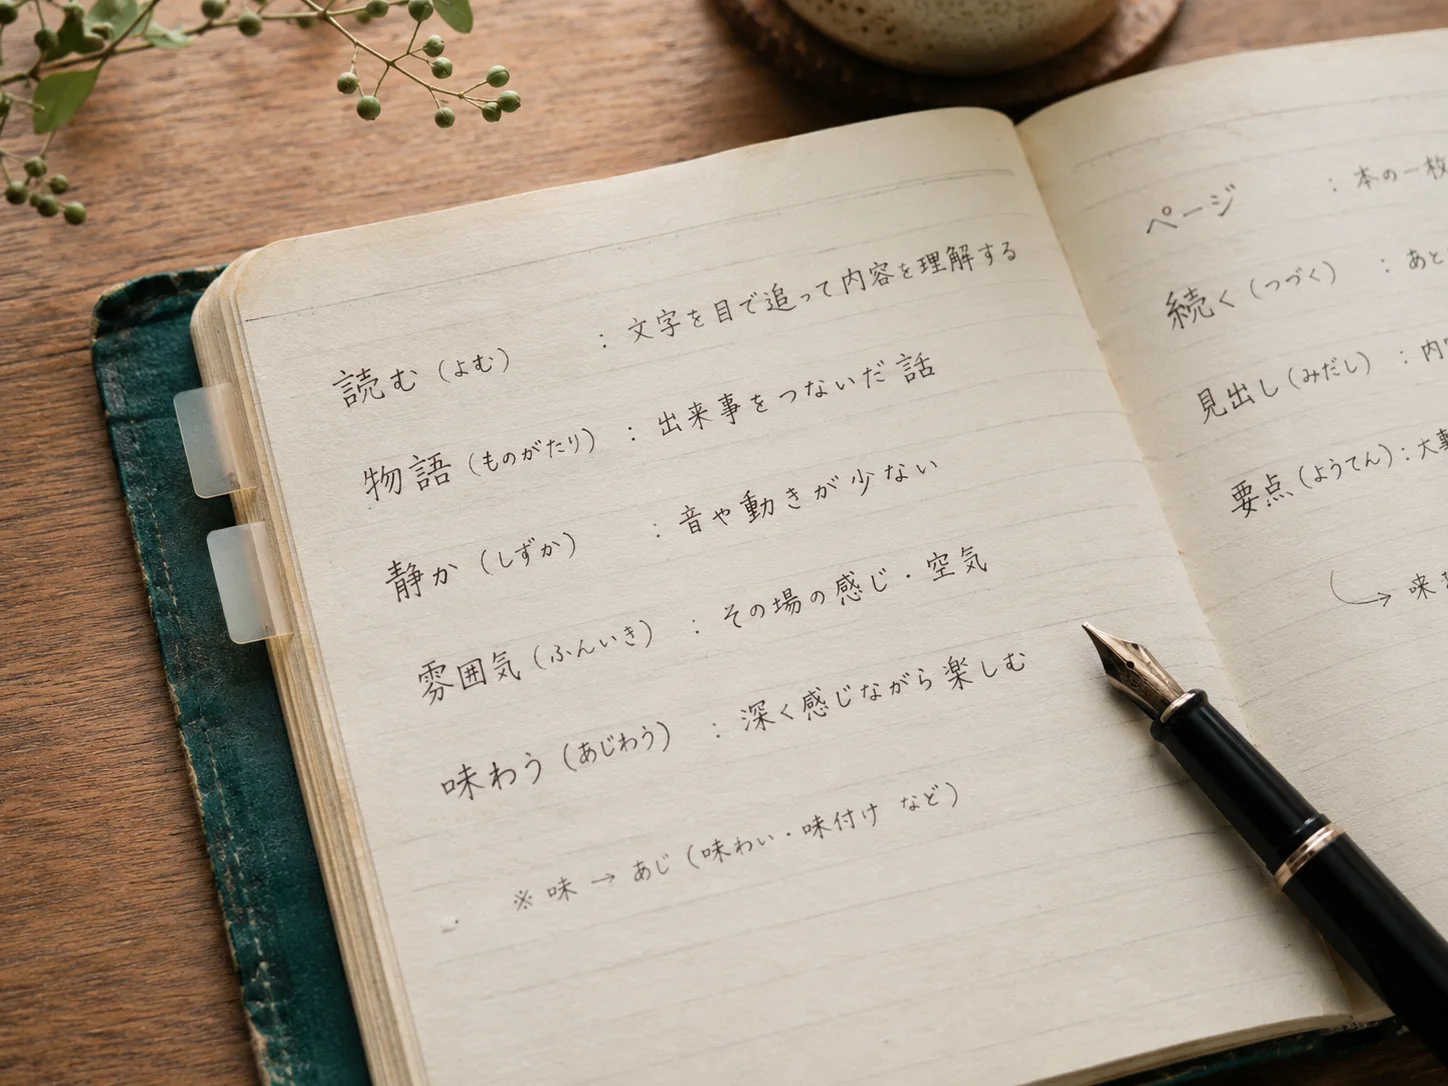 読む（よむ）：文字を目で追って内容を理解する
物語（ものがたり）：出来事をつないだ話
静か（しずか）：音や動きが少ない
雰囲気（ふんいき）：その場の感じ・空気
味わう（あじわう）：深く感じながら楽しむ
※味→あじ（味わい・味付けなど）
ページ：本の一枚
続く（つづく）：あと
見出し（みだし）：内
要点（ようてん）：大事
→